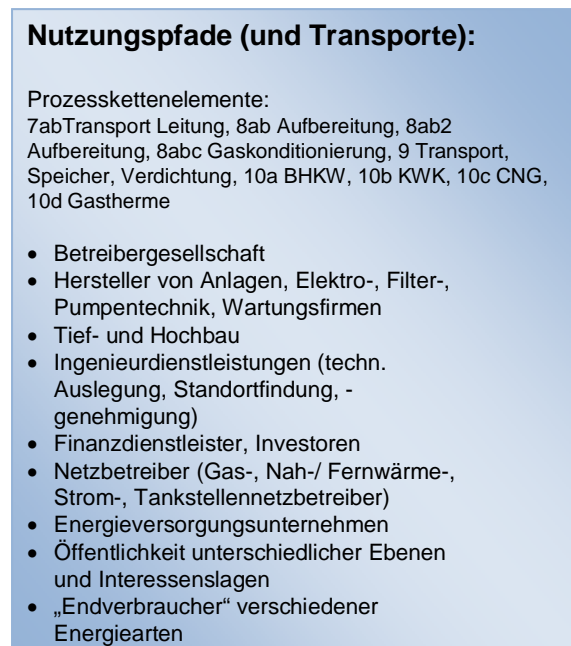 Nutzungspfade (und Transporte):
Prozesskettenelemente:
7abTransport Leitung, 8ab Aufbereitung, 8ab2
Aufbereitung, 8abc Gaskonditionierung, 9 Transport,
Speicher, Verdichtung, 10a BHKW, 10b KWK, 10c CNG,
10d Gastherme
• Betreibergesellschaft
• Hersteller von Anlagen, Elektro-, Filter-,
Pumpentechnik, Wartungsfirmen
• Tief- und Hochbau
• Ingenieurdienstleistungen (techn.
Auslegung, Standortfindung, -
genehmigung)
• Finanzdienstleister, Investoren
• Netzbetreiber (Gas-, Nah-/ Fernwärme-,
Strom-, Tankstellennetzbetreiber)
• Energieversorgungsunternehmen
• Öffentlichkeit unterschiedlicher Ebenen
und Interessenslagen
• „Endverbraucher“ verschiedener
Energiearten